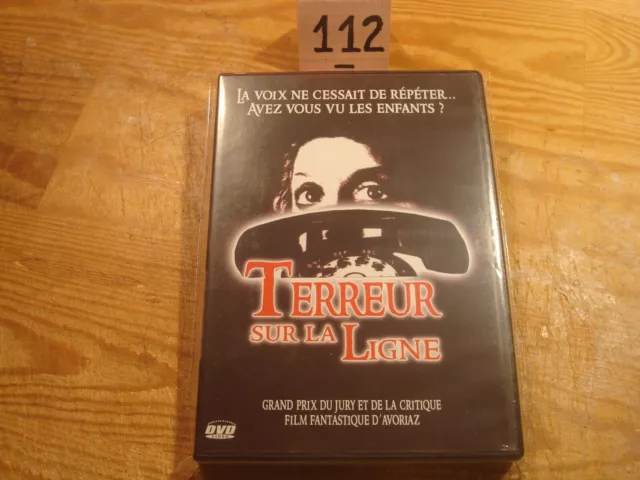 112
LA VOIX NE CESSAIT DE RÉPÉTER...
AVEZ VOUS VU LES ENFANTS ?
TERREUR
SUR LA LIGNE
GRAND PRIX DU JURY ET DE LA CRITIQUE
FILM FANTASTIQUE D'AVORIAZ
DVD
VIDEO